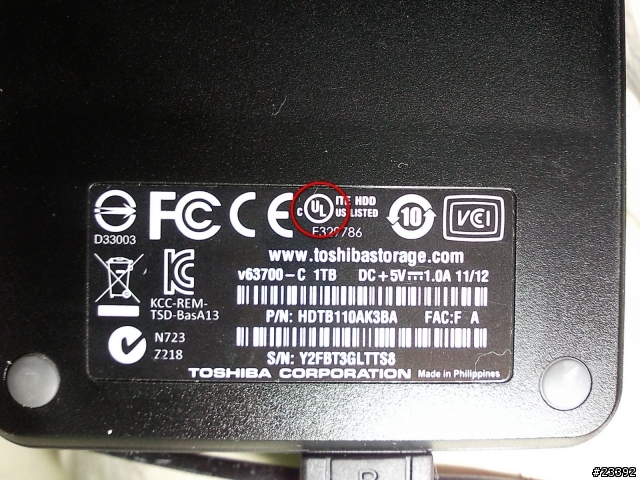 FC CE c UL US LISTED ITE HDD 10 VCI
D33003 E329786
www.toshibastorage.com
v63700-C 1TB DC+5V 1.0A 11/12
KCC-REM-
TSD-BasA13
P/N: HDTB110AK3BA FAC:F A
N723
Z218
S/N: Y2FBT3GLTTS8
TOSHIBA CORPORATION Made in Philippines
#23392